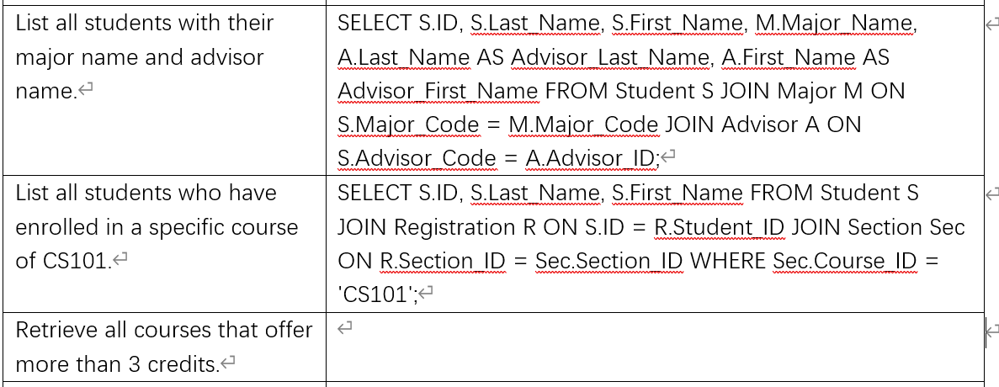 List all students with their
major name and advisor
name.
SELECT S.ID, S.Last_Name, S.First_Name, M.Major_Name,
A.Last_Name AS Advisor_Last_Name, A.First_Name AS
Advisor_First_Name FROM Student S JOIN Major M ON
S.Major_Code = M.Major_Code JOIN Advisor A ON
S.Advisor_Code = A.Advisor_ID;
List all students who have
enrolled in a specific course
of CS101.
SELECT S.ID, S.Last_Name, S.First_Name FROM Student S
JOIN Registration R ON S.ID = R.Student_ID JOIN Section Sec
ON R.Section_ID = Sec.Section_ID WHERE Sec.Course_ID =
'CS101';
Retrieve all courses that offer
more than 3 credits.